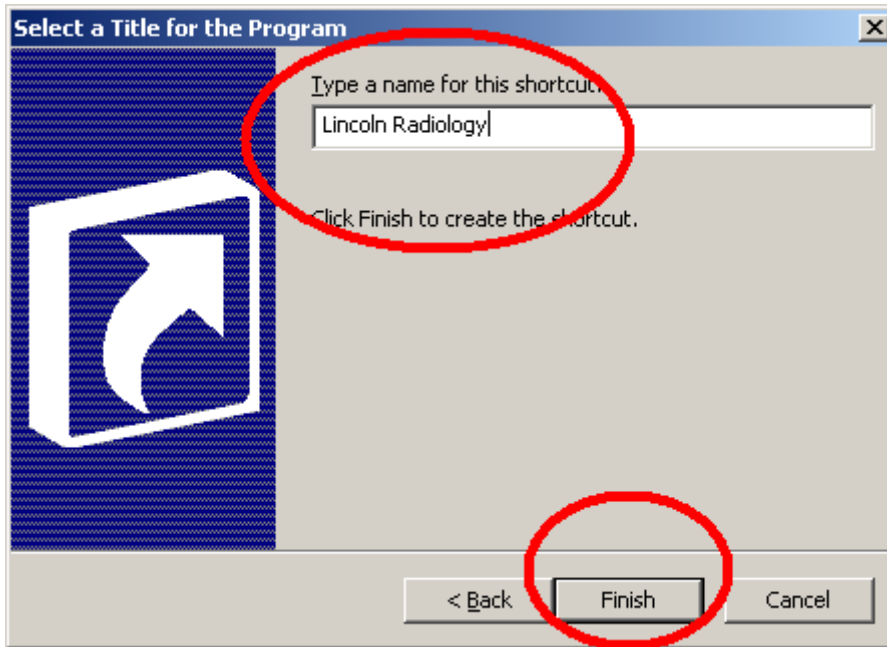 Select a Title for the Program
Type a name for this shortcut:
Lincoln Radiology
Click Finish to create the shortcut.
< Back
Finish
Cancel